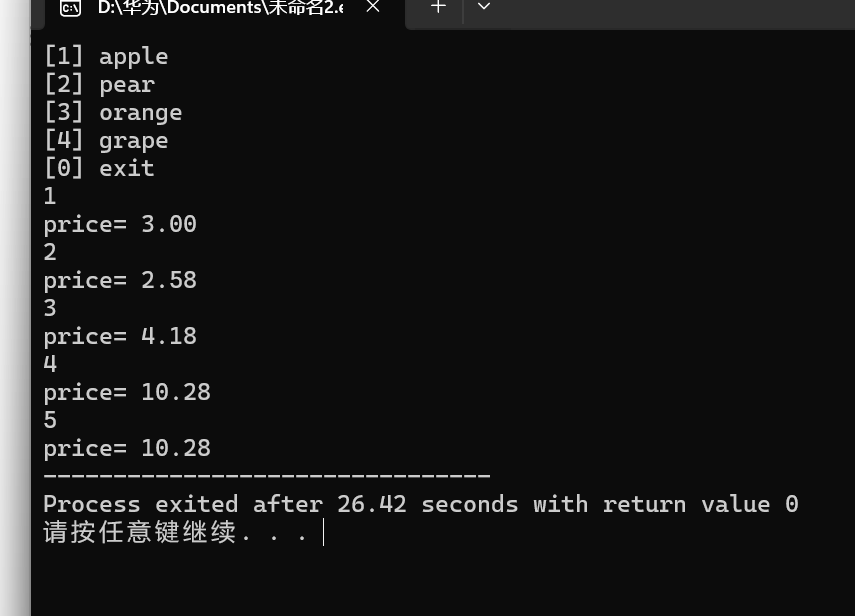 D:\华为\Documents\未命名2.e
[1] apple
[2] pear
[3] orange
[4] grape
[0] exit
1
price= 3.00
2
price= 2.58
3
price= 4.18
4
price= 10.28
5
price= 10.28
--------------------------------
Process exited after 26.42 seconds with return value 0
请按任意键继续. . .